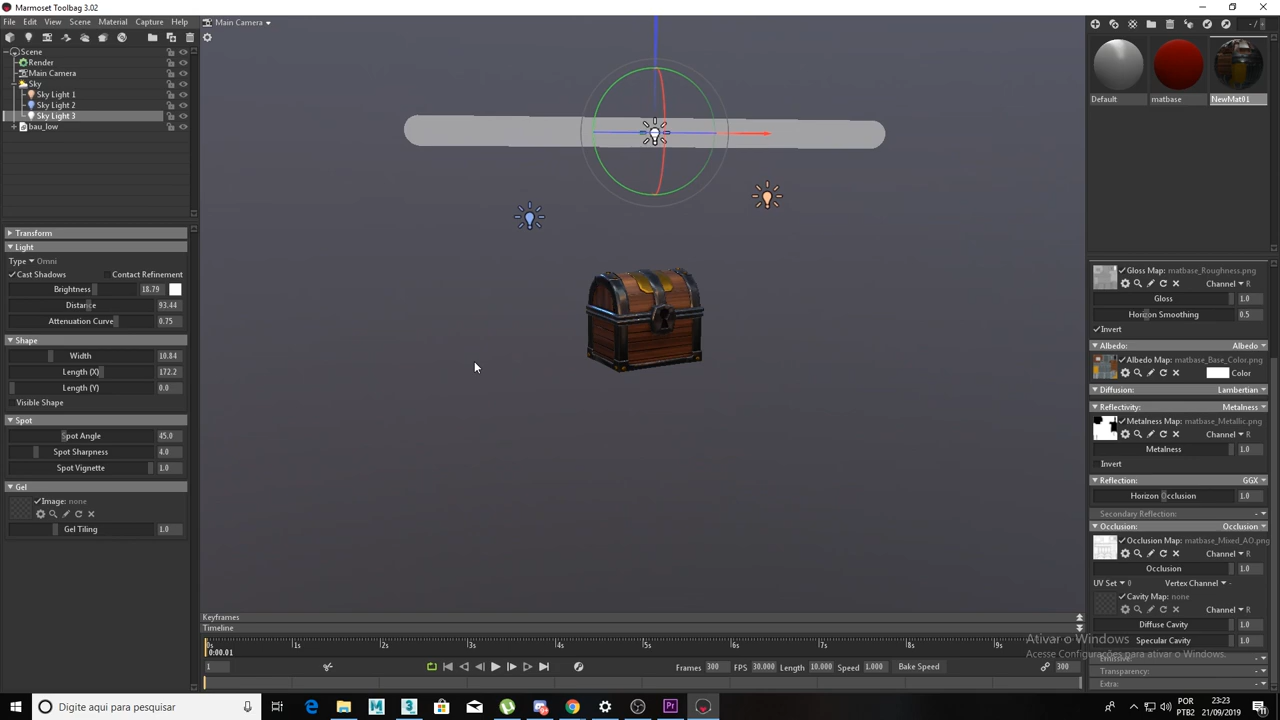 Marmoset Toolbag 3.02
File Edit View Scene Material Capture Help
Main Camera
Scene
Render
Main Camera
Sky
Sky Light 1
Sky Light 2
Sky Light 3
bau_low
Transform
Light
Type Omni
Cast Shadows Contact Refinement
Brightness 18.79
Distance 93.44
Attenuation Curve 0.75
Shape
Width 10.84
Length (X) 172.2
Length (Y) 0.0
Visible Shape
Spot
Spot Angle 45.0
Spot Sharpness 4.0
Spot Vignette 1.0
Gel
Image: none
Gel Tiling 1.0
Keyframes
Timeline
0s 1s 2s 3s 4s 5s 6s 7s 8s 9s
0:00.01
1
Frames 300 FPS 30.000 Length 10.000 Speed 1.000 Bake Speed 300
- /
Default matbase NewMat01
Gloss Map: matbase_Roughness.png
Channel R
Gloss 1.0
Horizon Smoothing 0.5
Invert
Albedo: Albedo
Albedo Map: matbase_Base_Color.png
Color
Diffusion: Lambertian
Reflectivity: Metalness
Metalness Map: matbase_Metallic.png
Channel R
Metalness 1.0
Invert
Reflection: GGX
Horizon Occlusion 1.0
Secondary Reflection: -
Occlusion: Occlusion
Occlusion Map: matbase_Mixed_AO.png
Channel R
Occlusion 1.0
UV Set 0 Vertex Channel -
Cavity Map: none
Channel R
Diffuse Cavity 1.0
Specular Cavity 1.0
Emissive: -
Transparency: -
Extra: -
Ativar o Windows
Acesse Configurações para ativar o Windows.
Digite aqui para pesquisar
POR
PTB2
23:23
21/09/2019